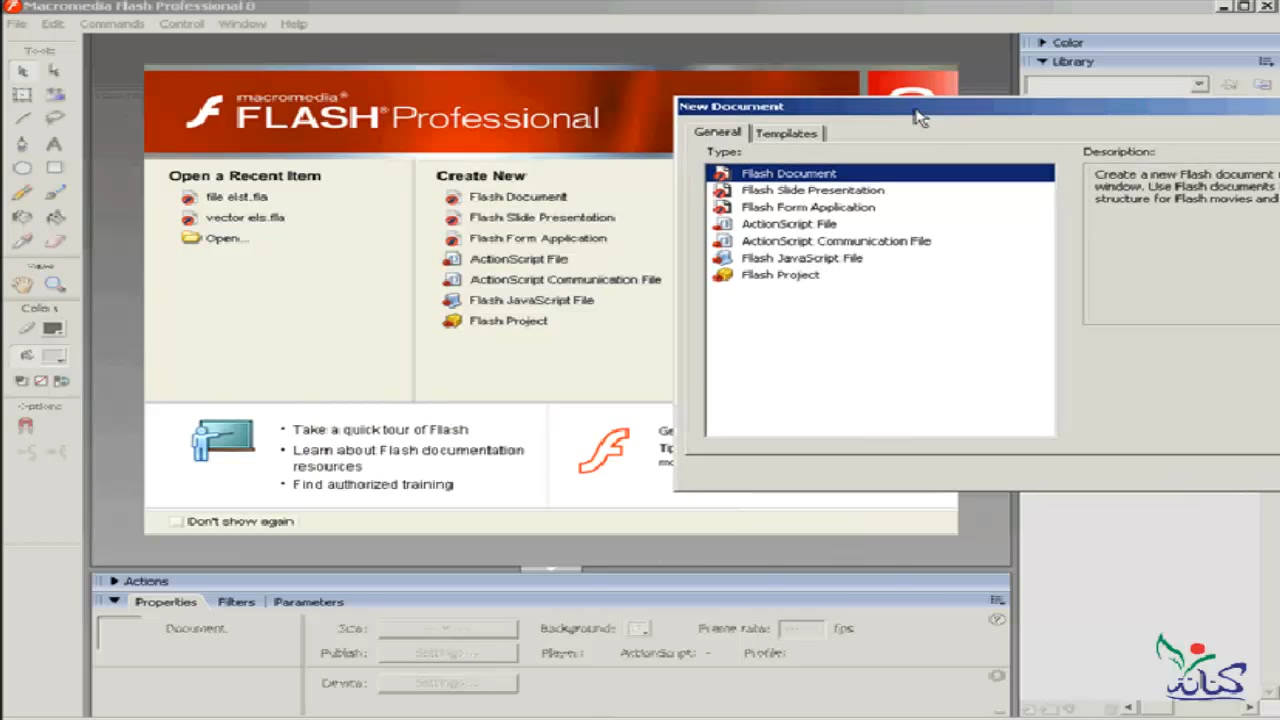 Macromedia Flash Professional 8
File Edit Commands Control Window Help
Tools
View
Colors
Options
macromedia®
FLASH® Professional
Open a Recent Item
file eist.fla
vector els.fla
Open...
Create New
Flash Document
Flash Slide Presentation
Flash Form Application
ActionScript File
ActionScript Communication File
Flash JavaScript File
Flash Project
• Take a quick tour of Flash
• Learn about Flash documentation
resources
• Find authorized training
Ge
Tip
mo
Don't show again
New Document
General Templates
Type:
Flash Document
Flash Slide Presentation
Flash Form Application
ActionScript File
ActionScript Communication File
Flash JavaScript File
Flash Project
Description:
Create a new Flash document
window. Use Flash documents
structure for Flash movies and
Color
Library
Actions
Properties Filters Parameters
Document
Size:
Background:
Frame rate:
fps
Publish:
Settings...
Player:
ActionScript: -
Profile:
Device:
Settings...
كنانة